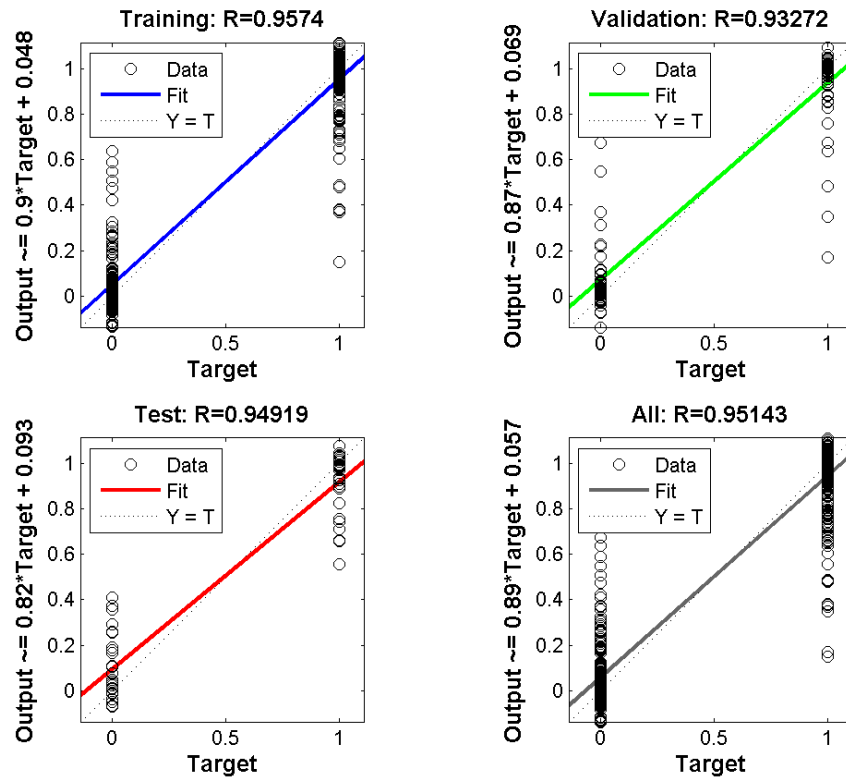 Training: R=0.9574
Output ~= 0.9*Target + 0.048
Data
Fit
Y = T
1
0.8
0.6
0.4
0.2
0
0
0.5
1
Target
Validation: R=0.93272
Output ~= 0.87*Target + 0.069
Data
Fit
Y = T
1
0.8
0.6
0.4
0.2
0
0
0.5
1
Target
Test: R=0.94919
Output ~= 0.82*Target + 0.093
Data
Fit
Y = T
1
0.8
0.6
0.4
0.2
0
0
0.5
1
Target
All: R=0.95143
Output ~= 0.89*Target + 0.057
Data
Fit
Y = T
1
0.8
0.6
0.4
0.2
0
0
0.5
1
Target